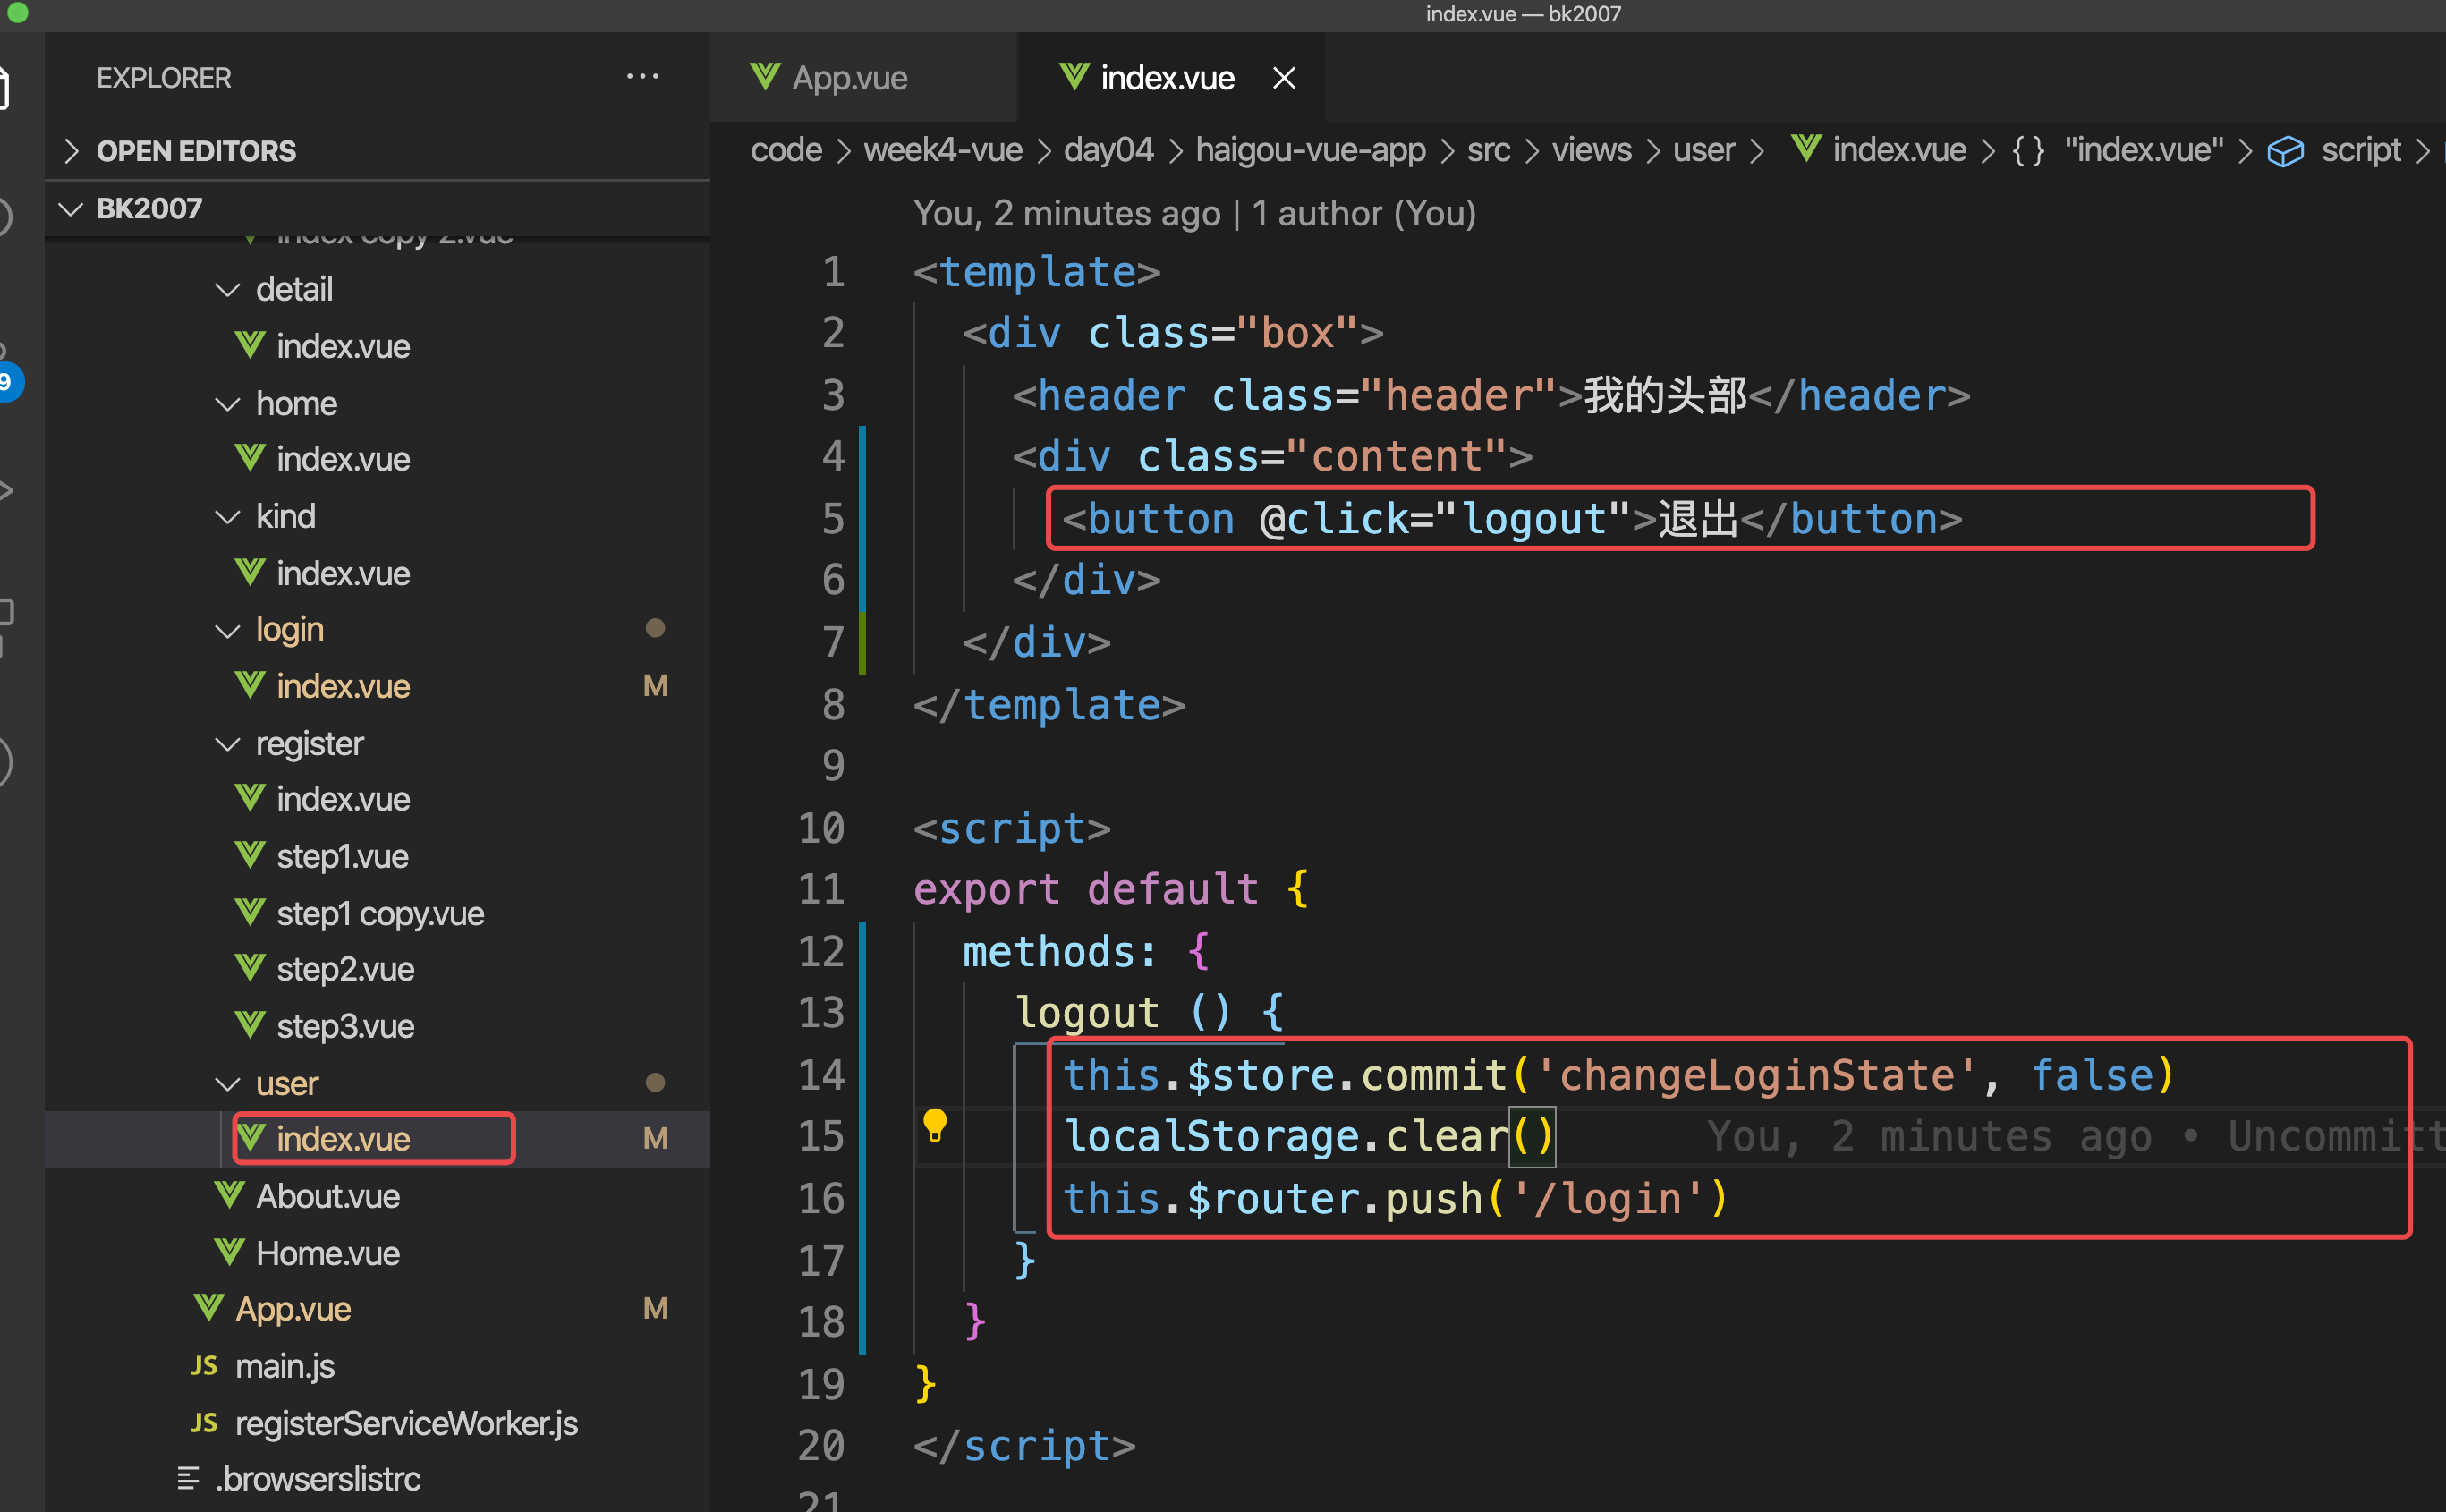 index.vue — bk2007
EXPLORER
OPEN EDITORS
BK2007
index copy 2.vue
detail
index.vue
home
index.vue
kind
index.vue
login
index.vue M
register
index.vue
step1.vue
step1 copy.vue
step2.vue
step3.vue
user
index.vue M
About.vue
Home.vue
App.vue M
JS main.js
JS registerServiceWorker.js
.browserslistrc
9
App.vue index.vue
code > week4-vue > day04 > haigou-vue-app > src > views > user > index.vue > {} "index.vue" > script >
You, 2 minutes ago | 1 author (You)
1 <template>
2 <div class="box">
3 <header class="header">我的头部</header>
4 <div class="content">
5 <button @click="logout">退出</button>
6 </div>
7 </div>
8 </template>
9
10 <script>
11 export default {
12 methods: {
13 logout () {
14 this.$store.commit('changeLoginState', false)
15 localStorage.clear() You, 2 minutes ago • Uncommitt
16 this.$router.push('/login')
17 }
18 }
19 }
20 </script>
21